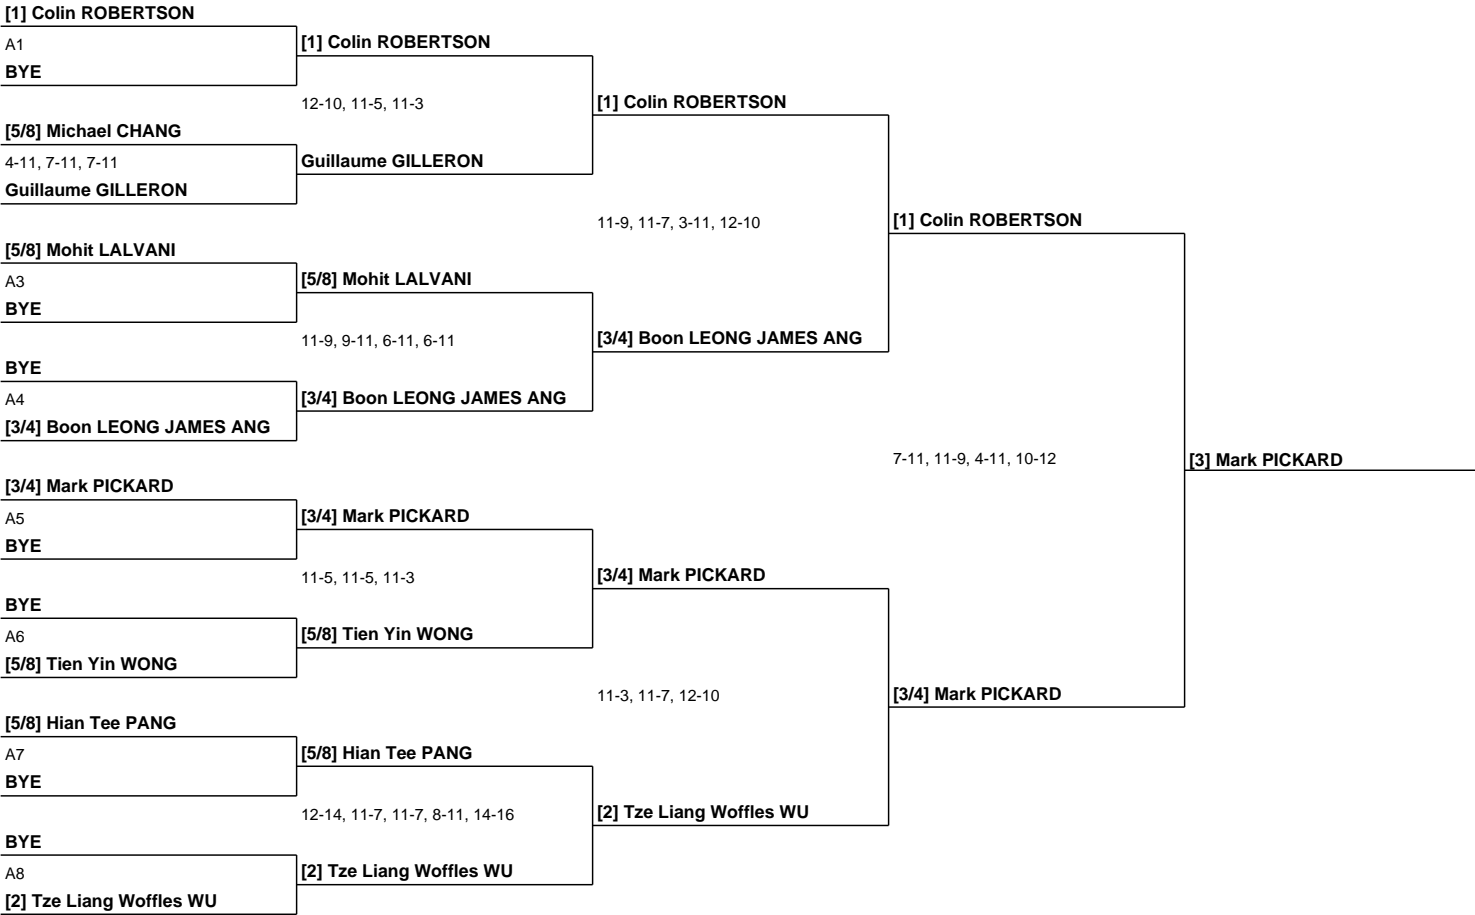 [1] Colin ROBERTSON
A1
BYE
[5/8] Michael CHANG
4-11, 7-11, 7-11
Guillaume GILLERON
[5/8] Mohit LALVANI
A3
BYE
BYE
A4
[3/4] Boon LEONG JAMES ANG
[3/4] Mark PICKARD
A5
BYE
BYE
A6
[5/8] Tien Yin WONG
[5/8] Hian Tee PANG
A7
BYE
BYE
A8
[2] Tze Liang Woffles WU
[1] Colin ROBERTSON
12-10, 11-5, 11-3
Guillaume GILLERON
[5/8] Mohit LALVANI
11-9, 9-11, 6-11, 6-11
[3/4] Boon LEONG JAMES ANG
[3/4] Mark PICKARD
11-5, 11-5, 11-3
[5/8] Tien Yin WONG
[5/8] Hian Tee PANG
12-14, 11-7, 11-7, 8-11, 14-16
[2] Tze Liang Woffles WU
[1] Colin ROBERTSON
11-9, 11-7, 3-11, 12-10
[3/4] Boon LEONG JAMES ANG
[3/4] Mark PICKARD
11-3, 11-7, 12-10
[2] Tze Liang Woffles WU
[1] Colin ROBERTSON
7-11, 11-9, 4-11, 10-12
[3/4] Mark PICKARD
[3] Mark PICKARD